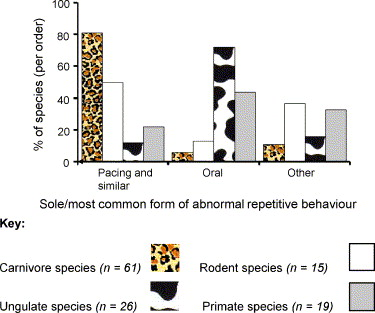 % of species (per order)
100
80
60
40
20
0
Pacing and
similar
Oral
Other
Sole/most common form of abnormal repetitive behaviour
Key:
Carnivore species (n = 61)
Rodent species (n = 15)
Ungulate species (n = 26)
Primate species (n = 19)